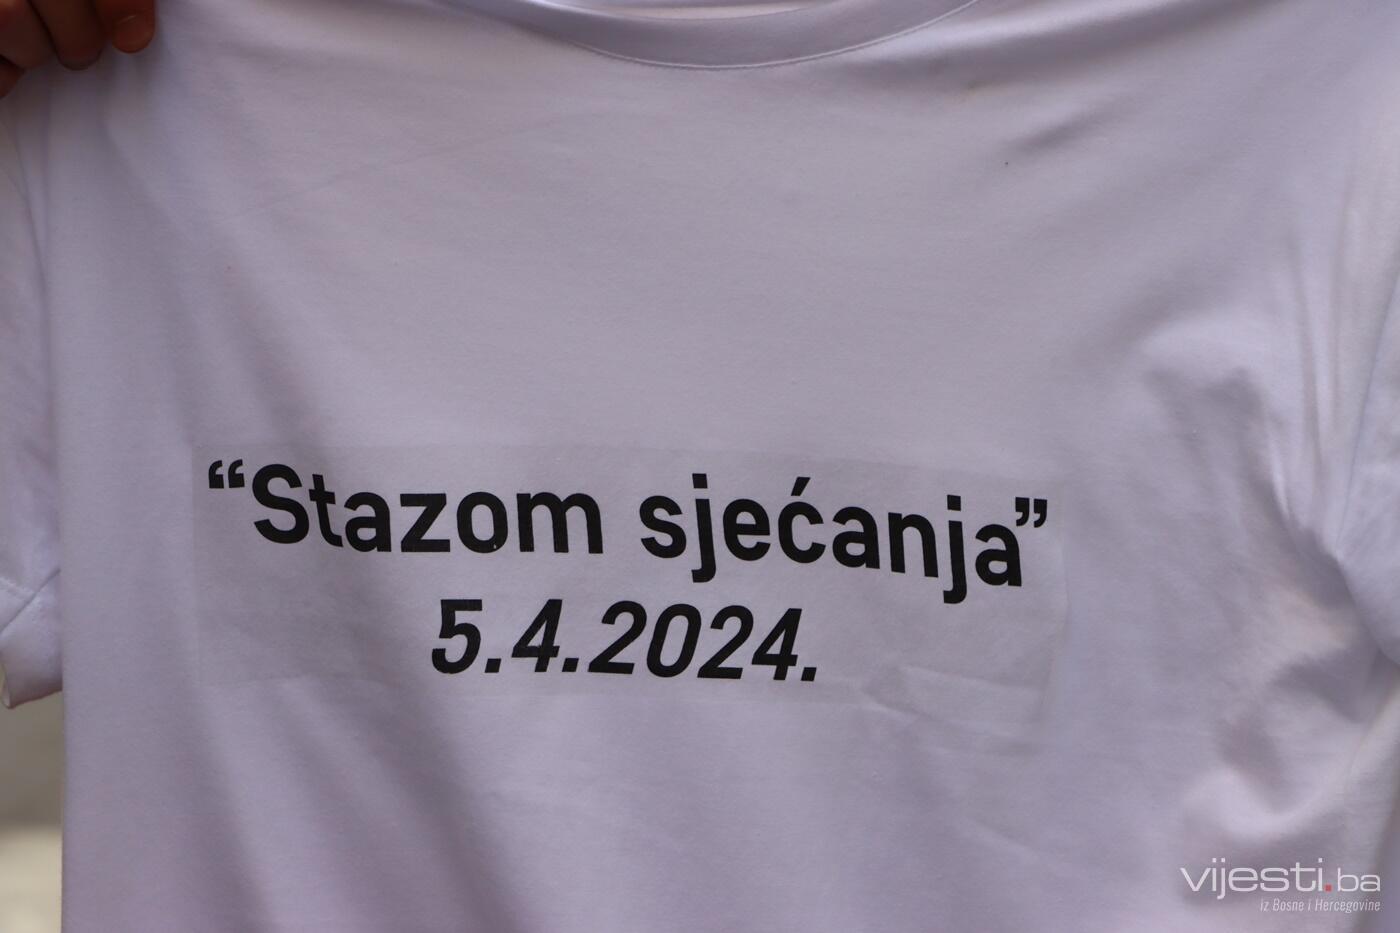 “Stazom sjećanja”
5.4.2024.
vijesti.ba
iz Bosne i Hercegovine